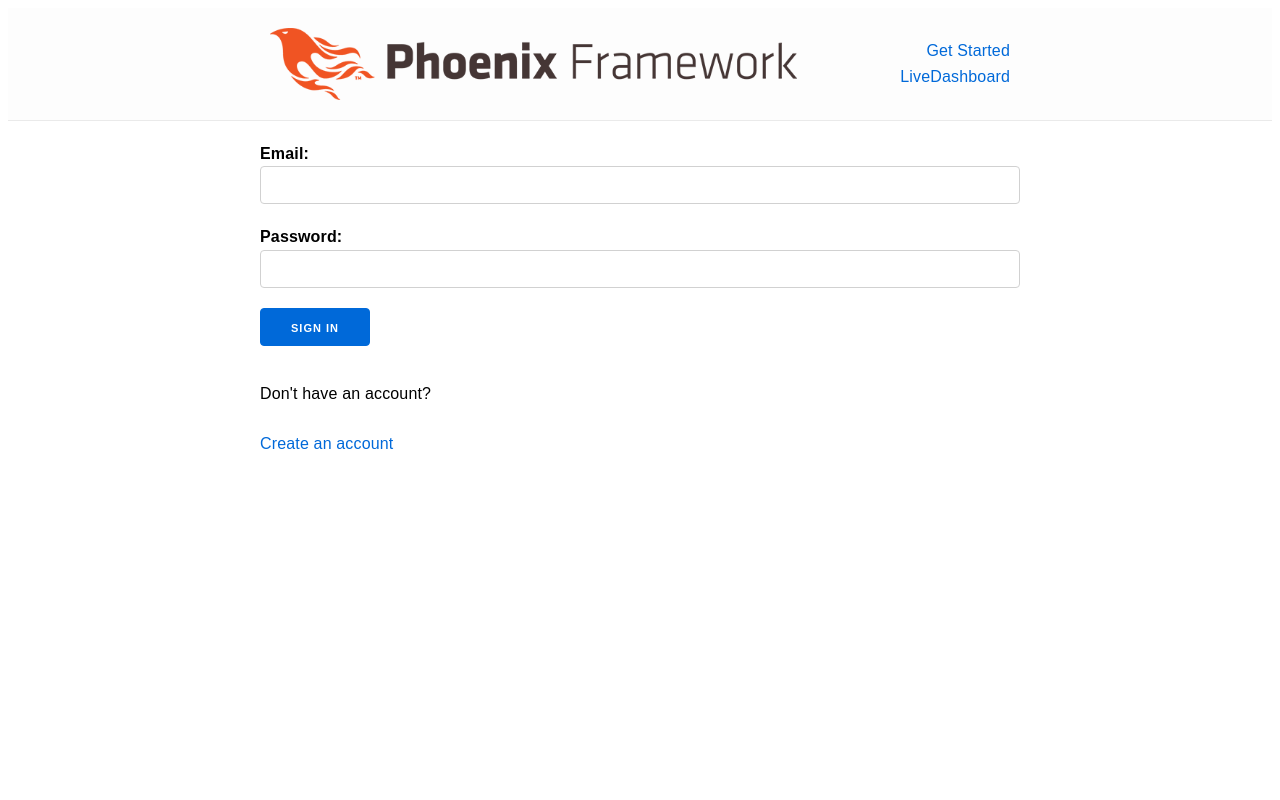 Phoenix Framework
Get Started
LiveDashboard
Email:
Password:
SIGN IN
Don't have an account?
Create an account